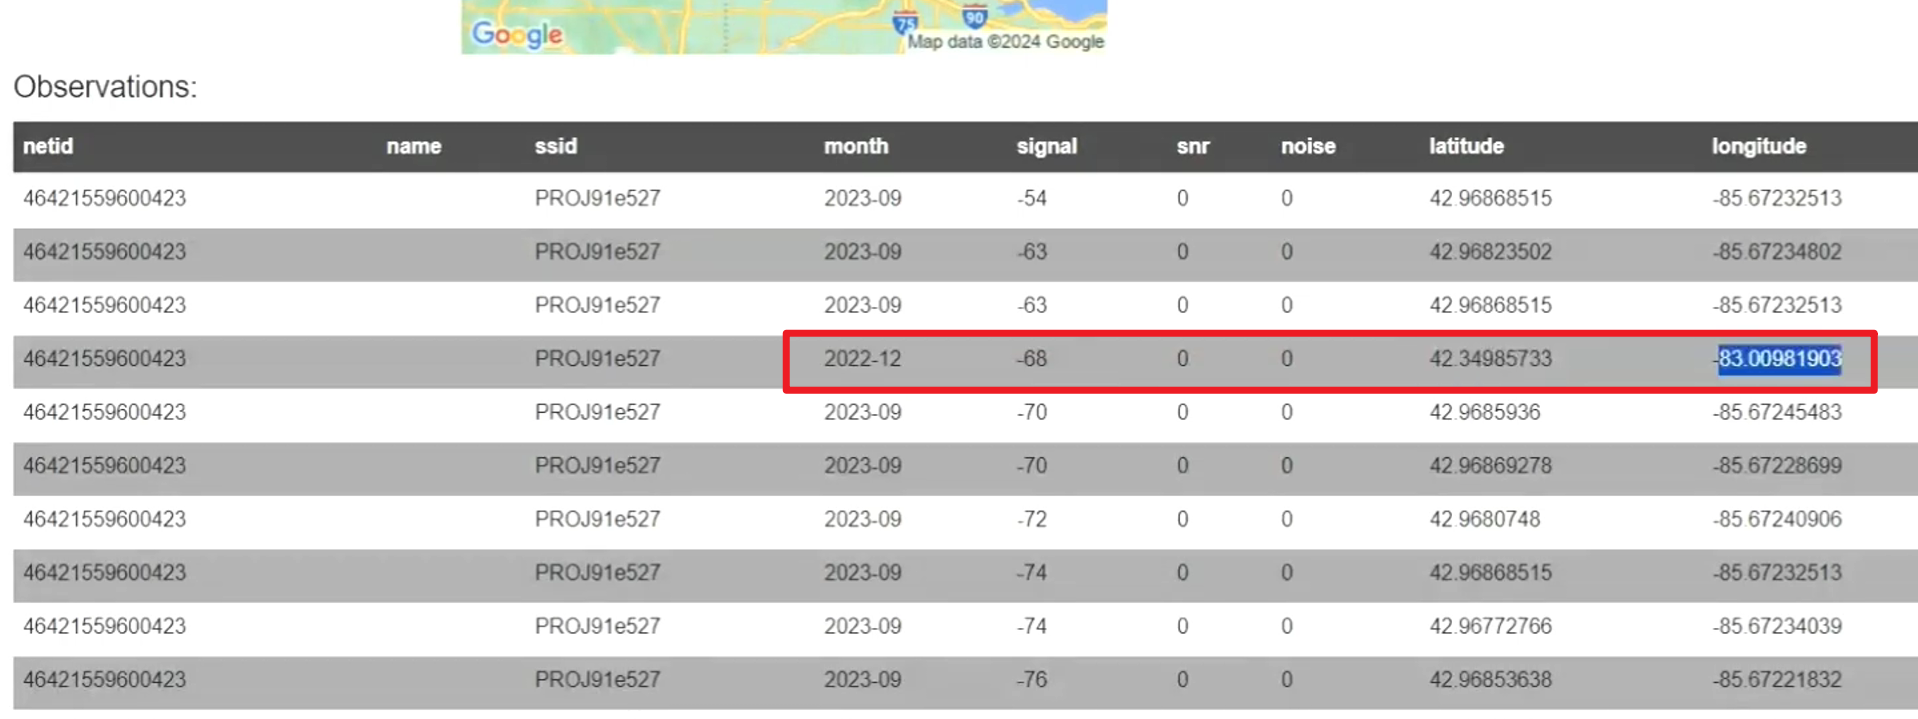 75
90
Google
Map data ©2024 Google
Observations:
netid name ssid month signal snr noise latitude longitude
46421559600423 PROJ91e527 2023-09 -54 0 0 42.96868515 -85.67232513
46421559600423 PROJ91e527 2023-09 -63 0 0 42.96823502 -85.67234802
46421559600423 PROJ91e527 2023-09 -63 0 0 42.96868515 -85.67232513
46421559600423 PROJ91e527 2022-12 -68 0 0 42.34985733 -83.00981903
46421559600423 PROJ91e527 2023-09 -70 0 0 42.9685936 -85.67245483
46421559600423 PROJ91e527 2023-09 -70 0 0 42.96869278 -85.67228699
46421559600423 PROJ91e527 2023-09 -72 0 0 42.9680748 -85.67240906
46421559600423 PROJ91e527 2023-09 -74 0 0 42.96868515 -85.67232513
46421559600423 PROJ91e527 2023-09 -74 0 0 42.96772766 -85.67234039
46421559600423 PROJ91e527 2023-09 -76 0 0 42.96853638 -85.67221832